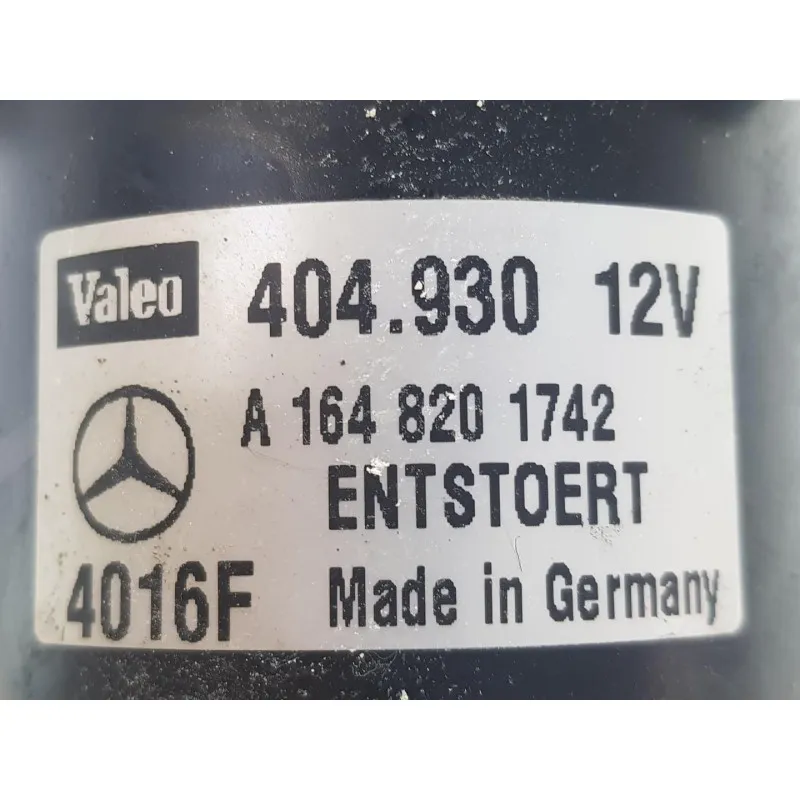 Valeo 404.930 12V
A 164 820 1742
ENTSTOERT
4016F Made in Germany